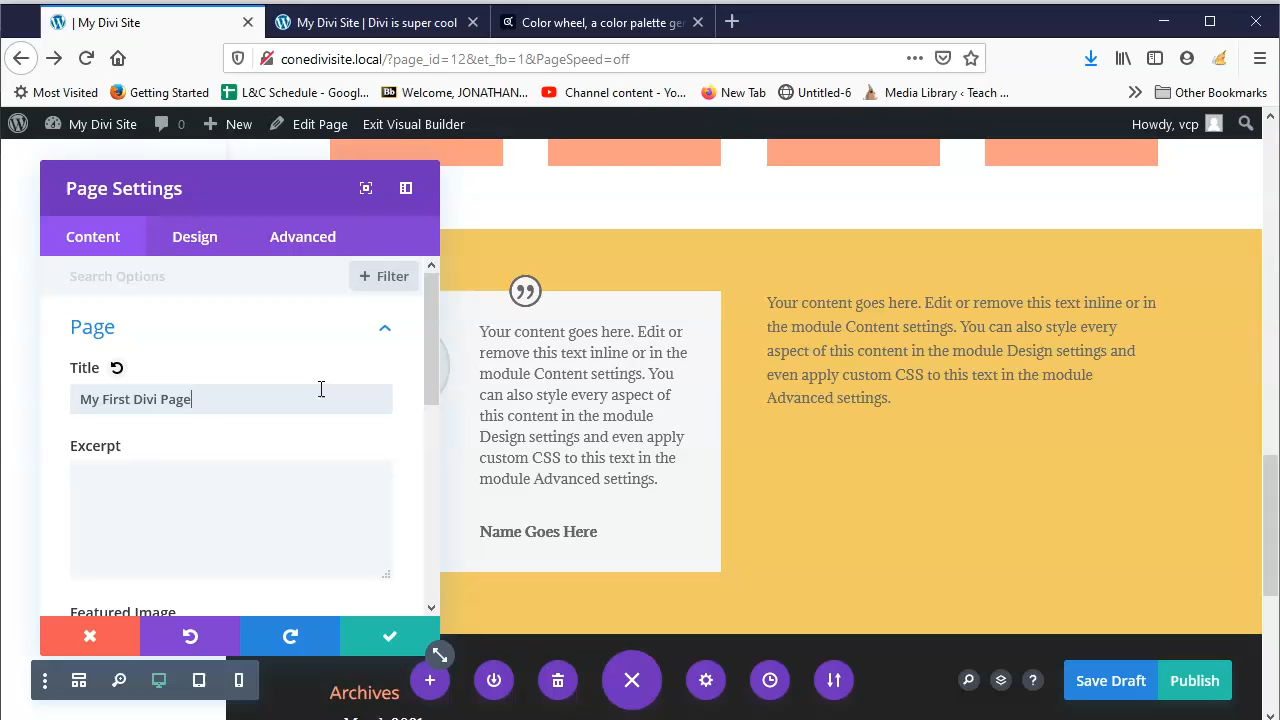 | My Divi Site
My Divi Site | Divi is super cool
Color wheel, a color palette ge
conedivisite.local/?page_id=12&et_fb=1&PageSpeed=off
Most Visited
Getting Started
L&C Schedule - Googl...
Bb Welcome, JONATHAN...
Channel content - Yo...
New Tab
Untitled-6
Media Library ‹ Teach ...
Other Bookmarks
My Divi Site
0
New
Edit Page
Exit Visual Builder
Howdy, vcp
Page Settings
Content
Design
Advanced
Search Options
+ Filter
Page
Title
My First Divi Page
Excerpt
Featured Image
Your content goes here. Edit or
remove this text inline or in the
module Content settings. You
can also style every aspect of
this content in the module
Design settings and even apply
custom CSS to this text in the
module Advanced settings.
Name Goes Here
Your content goes here. Edit or remove this text inline or in
the module Content settings. You can also style every
aspect of this content in the module Design settings and
even apply custom CSS to this text in the module
Advanced settings.
Archives
March 2021
Save Draft
Publish